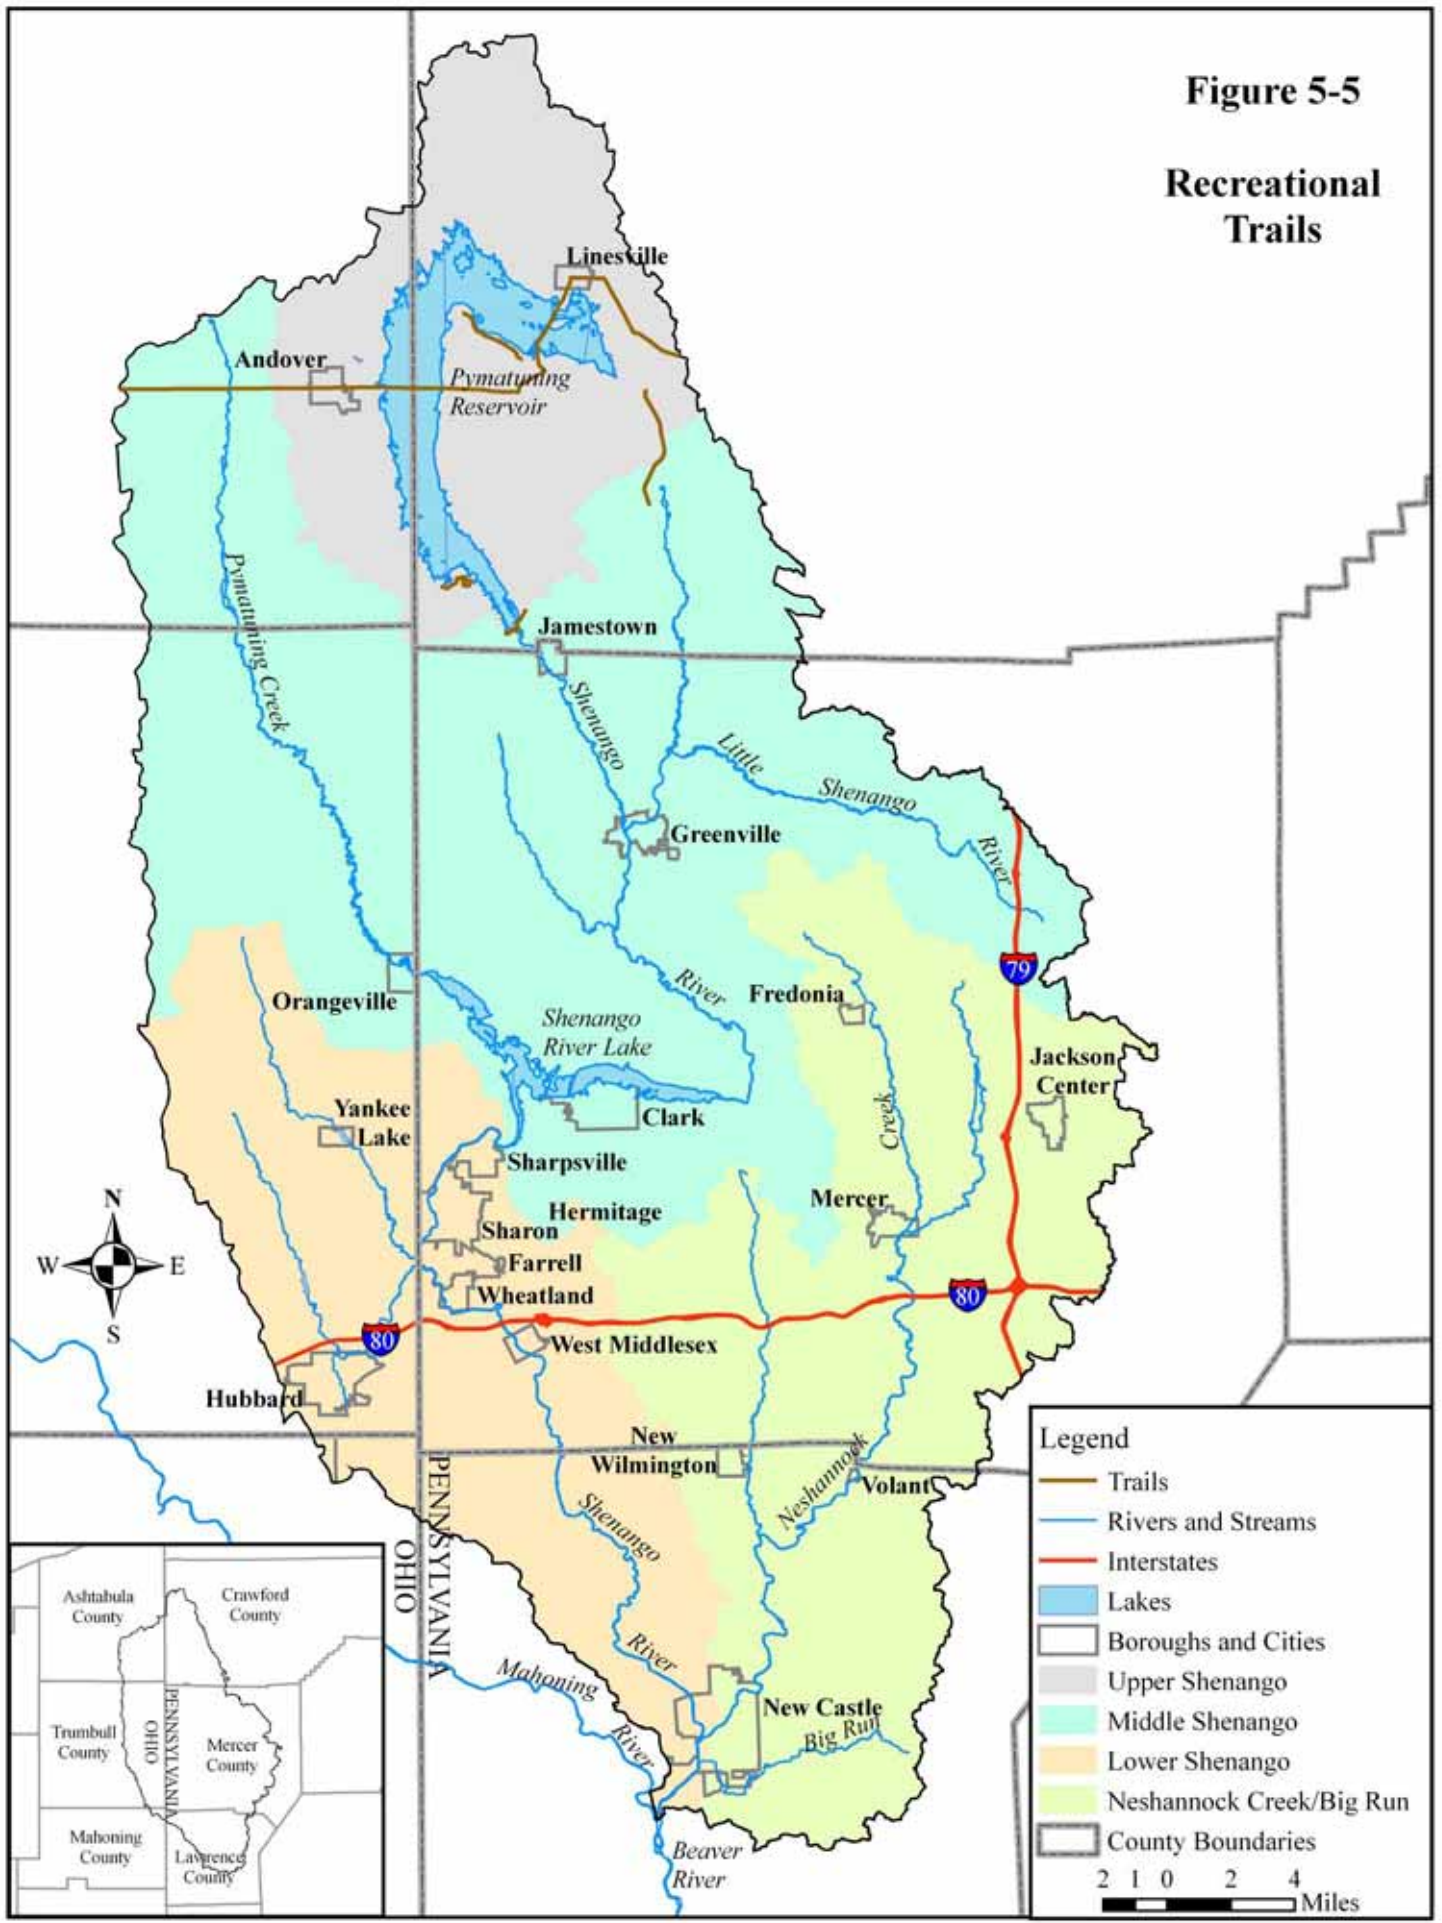 Figure 5-5
Recreational
Trails
Linesville
Andover
Pymatuning
Reservoir
Pymatuning Creek
Jamestown
Shenango
Little
Shenango
River
Greenville
79
Orangeville
River
Fredonia
Shenango
River Lake
Jackson
Center
Yankee
Lake
Clark
Creek
Sharpsville
Mercer
Hermitage
Sharon
Farrell
Wheatland
N
W
E
S
80
80
West Middlesex
Hubbard
New
Wilmington
Neshannock
Volant
PENNSYLVANIA
OHIO
Shenango
River
Mahoning
River
New Castle
Big Run
Beaver
River
Ashtabula
County
Crawford
County
Trumbull
County
OHIO
PENNSYLVANIA
Mercer
County
Mahoning
County
Lawrence
County
Legend
Trails
Rivers and Streams
Interstates
Lakes
Boroughs and Cities
Upper Shenango
Middle Shenango
Lower Shenango
Neshannock Creek/Big Run
County Boundaries
2 1 0 2 4
Miles